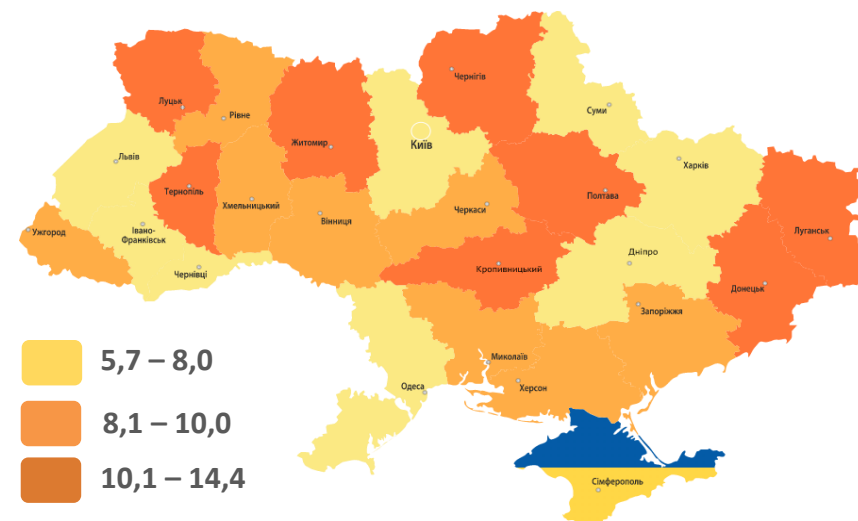 Чернігів
Луцьк
Рівне
Суми
Житомир
Київ
Львів
Харків
Тернопіль
Полтава
Хмельницький
Черкаси
Вінниця
Ужгород
Івано-
Франківськ
Луганськ
Дніпро
Чернівці
Кропивницький
Донецьк
Запоріжжя
Миколаїв
Одеса
Херсон
Сімферополь
5,7 – 8,0
8,1 – 10,0
10,1 – 14,4